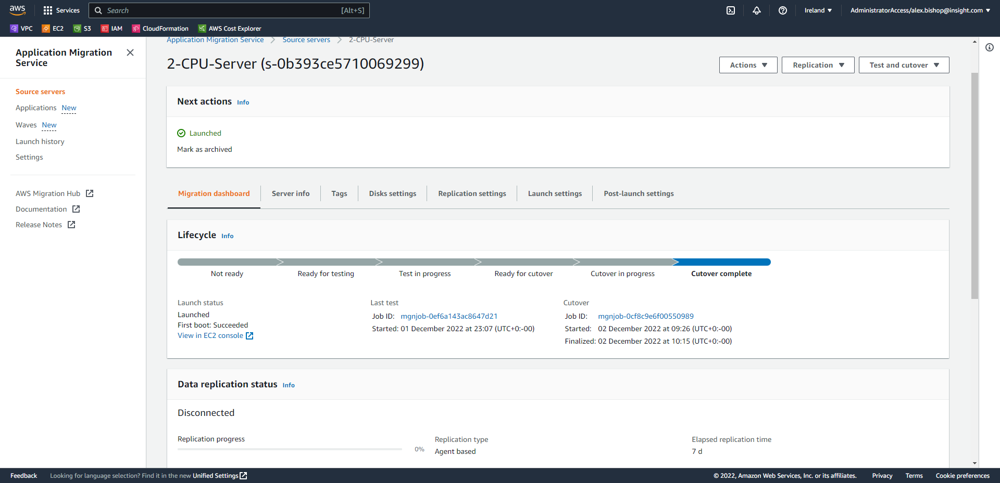 aws
Services
Search [Alt+S]
Ireland ▼
AdministratorAccess/alex.bishop@insight.com ▼
VPC EC2 S3 IAM CloudFormation AWS Cost Explorer
Application Migration Service
Source servers
Applications New
Waves New
Launch history
Settings
AWS Migration Hub
Documentation
Release Notes
Application Migration Service > Source servers > 2-CPU-Server
2-CPU-Server (s-0b393ce5710069299)
Actions ▼ Replication ▼ Test and cutover ▼
Next actions Info
Launched
Mark as archived
Migration dashboard Server info Tags Disks settings Replication settings Launch settings Post-launch settings
Lifecycle Info
Not ready Ready for testing Test in progress Ready for cutover Cutover in progress Cutover complete
Launch status
Launched
First boot: Succeeded
View in EC2 console
Last test
Job ID: mgnjob-0ef6a143ac8647d21
Started: 01 December 2022 at 23:07 (UTC+0:-00)
Cutover
Job ID: mgnjob-0cf8c9e6f00550989
Started: 02 December 2022 at 09:26 (UTC+0:-00)
Finalized: 02 December 2022 at 10:15 (UTC+0:-00)
Data replication status Info
Disconnected
Replication progress
0%
Replication type
Agent based
Elapsed replication time
7 d
Feedback Looking for language selection? Find it in the new Unified Settings
© 2022, Amazon Web Services, Inc. or its affiliates. Privacy Terms Cookie preferences